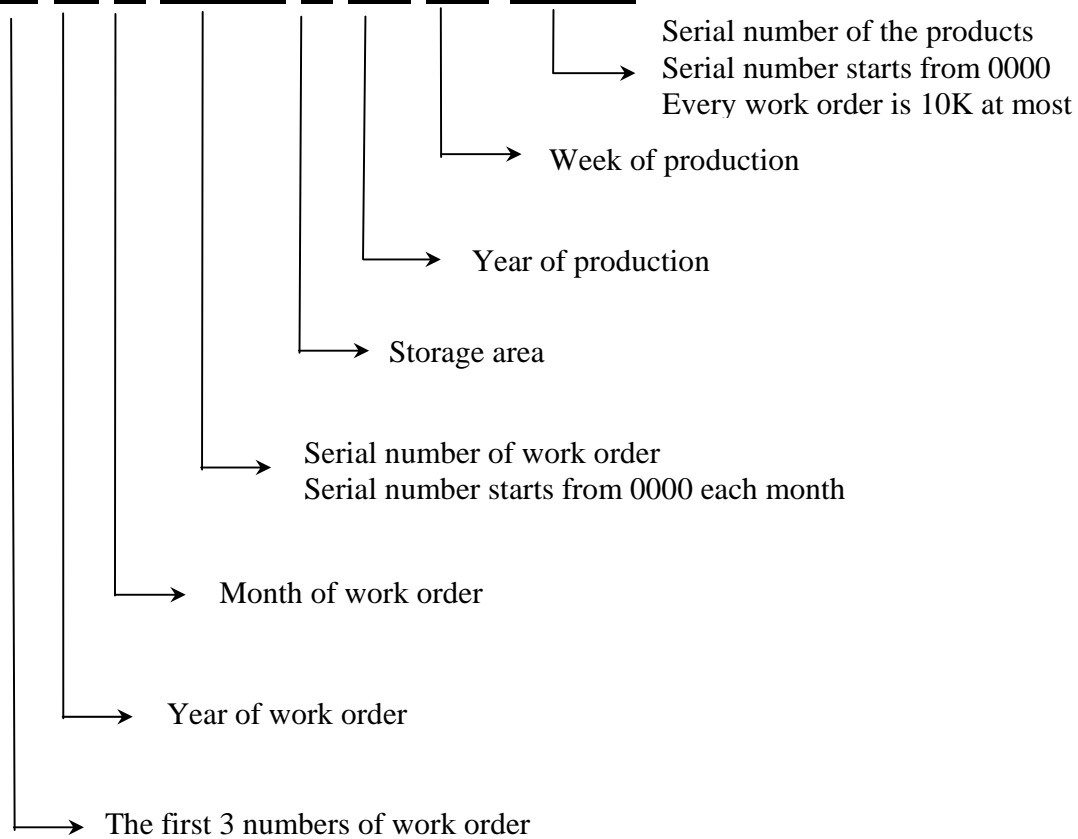 Serial number of the products
Serial number starts from 0000
Every work order is 10K at most
Week of production
Year of production
Storage area
Serial number of work order
Serial number starts from 0000 each month
Month of work order
Year of work order
The first 3 numbers of work order